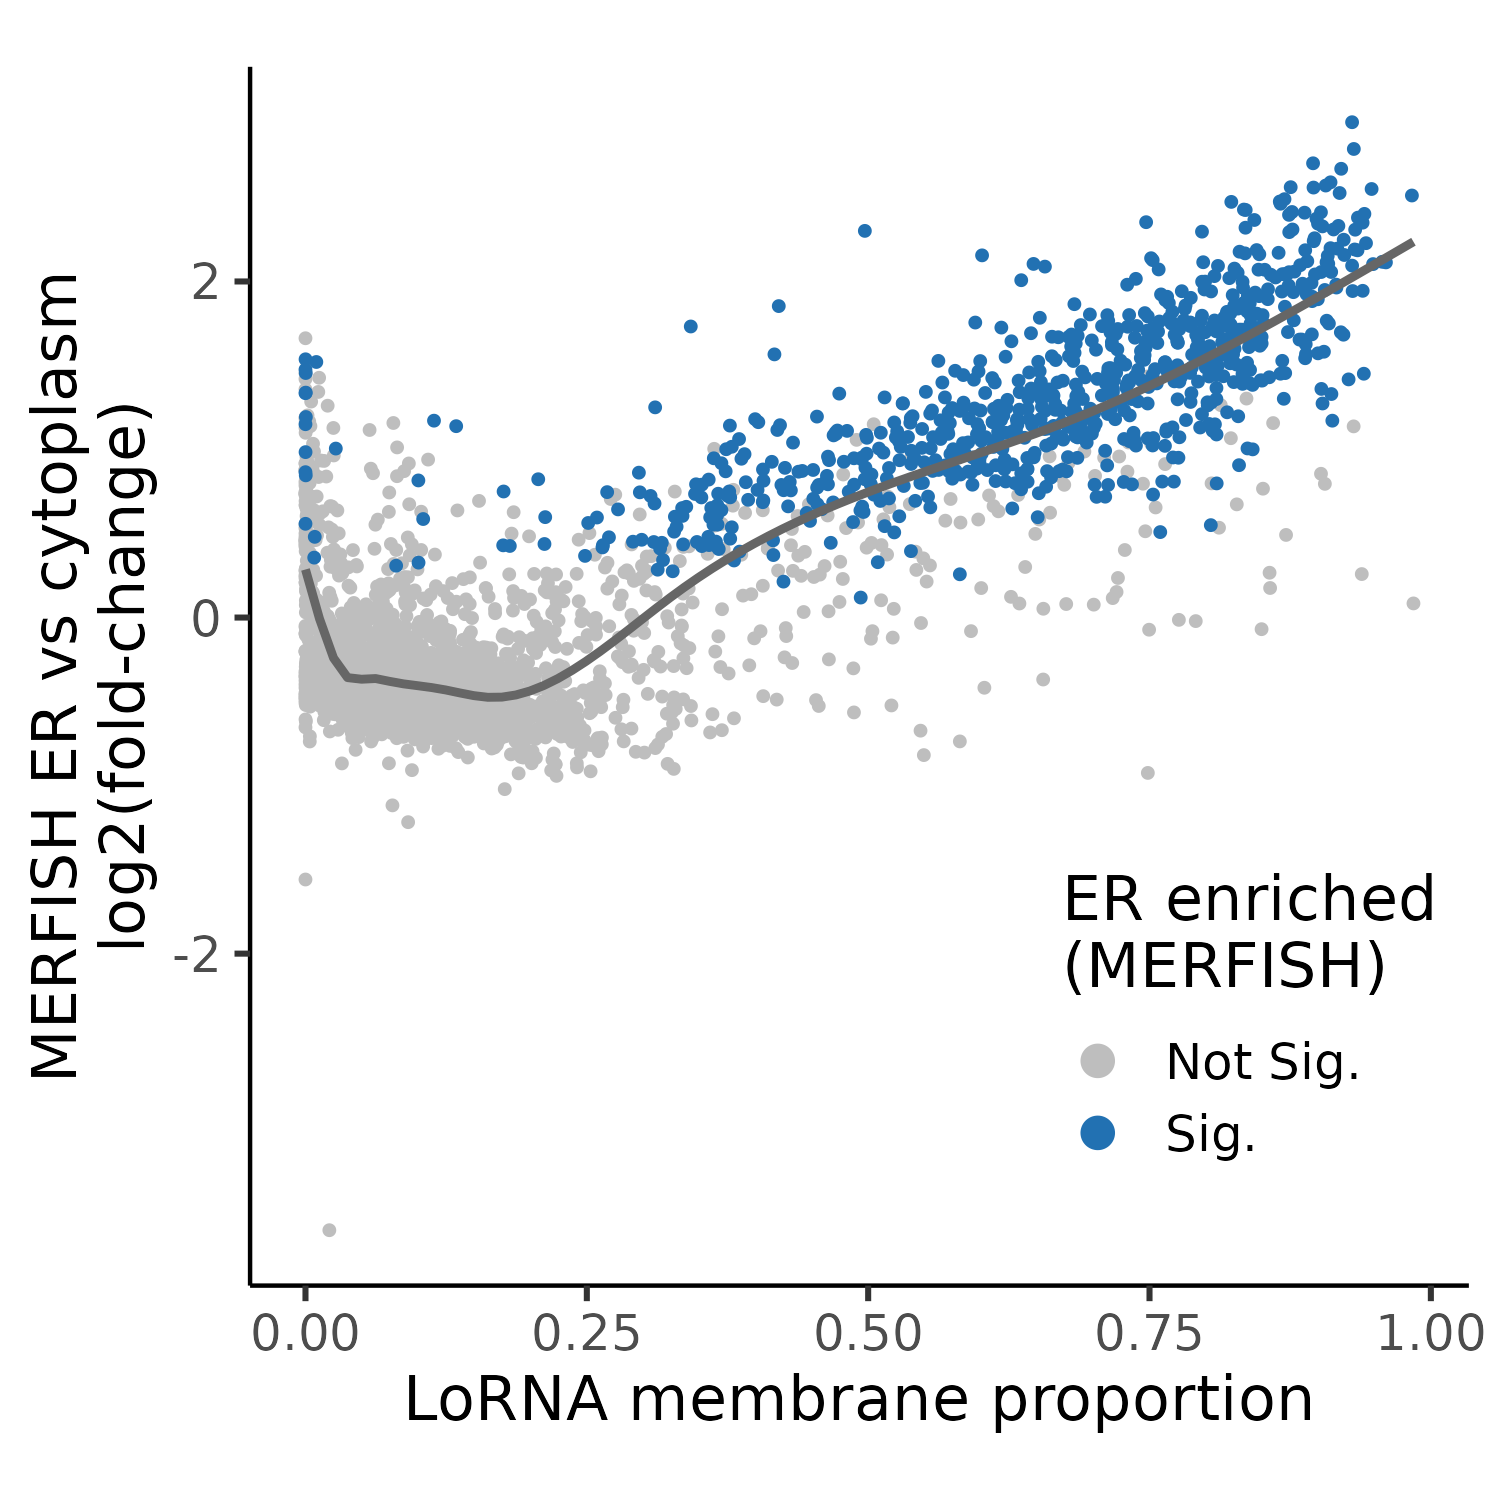 MERFISH ER vs cytoplasm
log2(fold-change)
2
0
-2
ER enriched
(MERFISH)
Not Sig.
Sig.
0.00 0.25 0.50 0.75 1.00
LoRNA membrane proportion